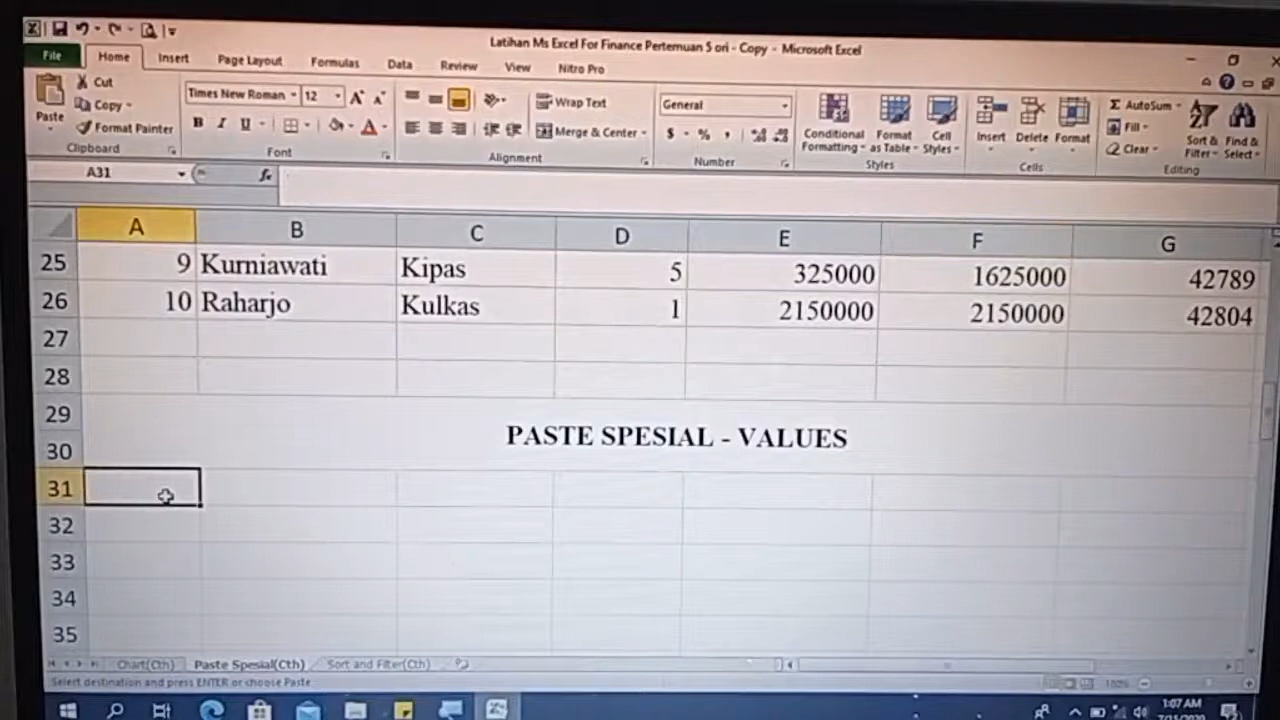 Latihan Ms Excel For Finance Pertemuan 5 ori - Copy - Microsoft Excel
File Home Insert Page Layout Formulas Data Review View Nitro Pro
Paste
Cut
Copy
Format Painter
Clipboard
Times New Roman 12
B I U
Font
Wrap Text
Merge & Center
Alignment
General
$ % ,
Number
Conditional Formatting
Format as Table
Cell Styles
Styles
Insert Delete Format
Cells
AutoSum
Fill
Clear
Sort & Filter
Find & Select
Editing
A31 fx
A B C D E F G
25 9 Kurniawati Kipas 5 325000 1625000 42789
26 10 Raharjo Kulkas 1 2150000 2150000 42804
27
28
29
PASTE SPESIAL - VALUES
30
31
32
33
34
35
Chart(Cth) Paste Spesial(Cth) Sort and Filter(Cth)
Select destination and press ENTER or choose Paste
1:07 AM